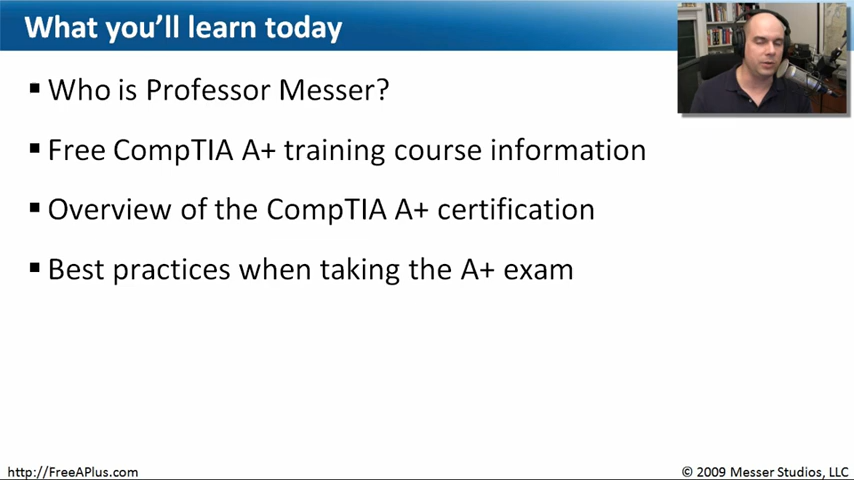 What you'll learn today
▪ Who is Professor Messer?
▪ Free CompTIA A+ training course information
▪ Overview of the CompTIA A+ certification
▪ Best practices when taking the A+ exam
http://FreeAPlus.com
© 2009 Messer Studios, LLC